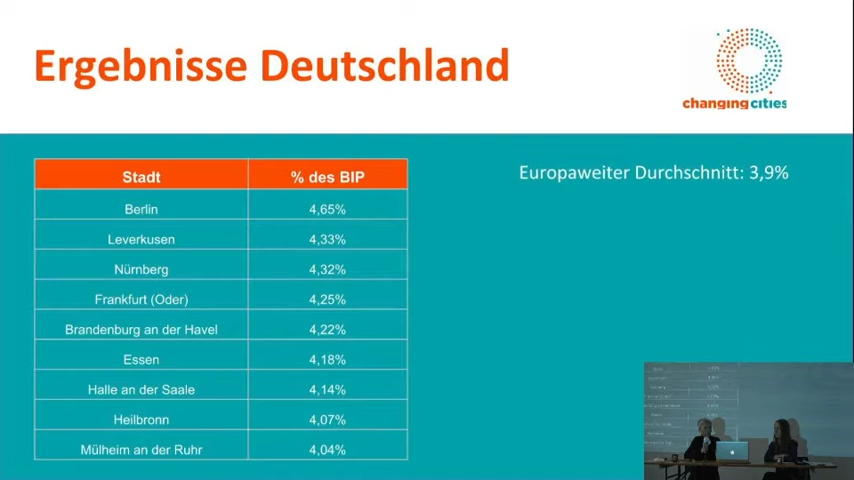 Ergebnisse Deutschland
changingcities
Europaweiter Durchschnitt: 3,9%
Stadt % des BIP
Berlin 4,65%
Leverkusen 4,33%
Nürnberg 4,32%
Frankfurt (Oder) 4,25%
Brandenburg an der Havel 4,22%
Essen 4,18%
Halle an der Saale 4,14%
Heilbronn 4,07%
Mülheim an der Ruhr 4,04%